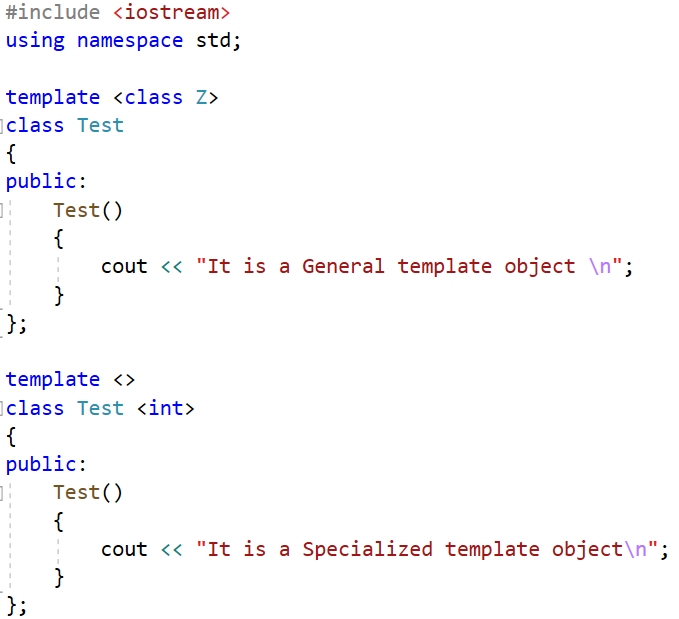 #include <iostream>
using namespace std;

template <class Z>
class Test
{
public:
    Test()
    {
        cout << "It is a General template object \n";
    }
};

template <>
class Test <int>
{
public:
    Test()
    {
        cout << "It is a Specialized template object\n";
    }
};